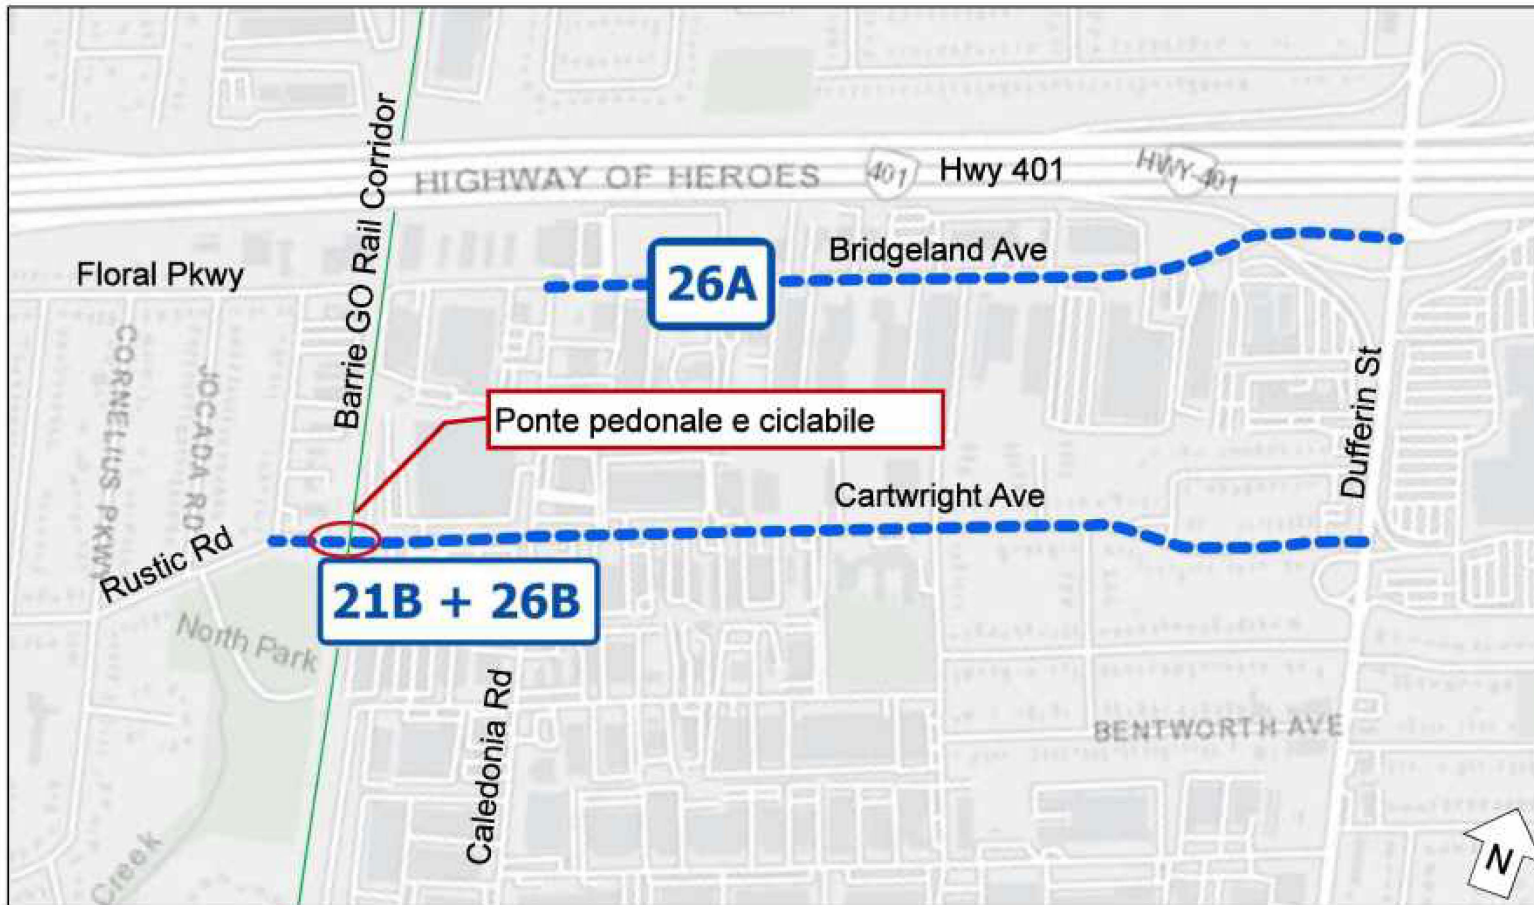 Barrie GO Rail Corridor
HIGHWAY OF HEROES
401
Hwy 401
HWY-401
Floral Pkwy
26A
Bridgeland Ave
CORNELIUS PKWY
JOCADA RD
Ponte pedonale e ciclabile
Dufferin St
Cartwright Ave
Rustic Rd
21B + 26B
North Park
Caledonia Rd
BENTWORTH AVE
Creek
N